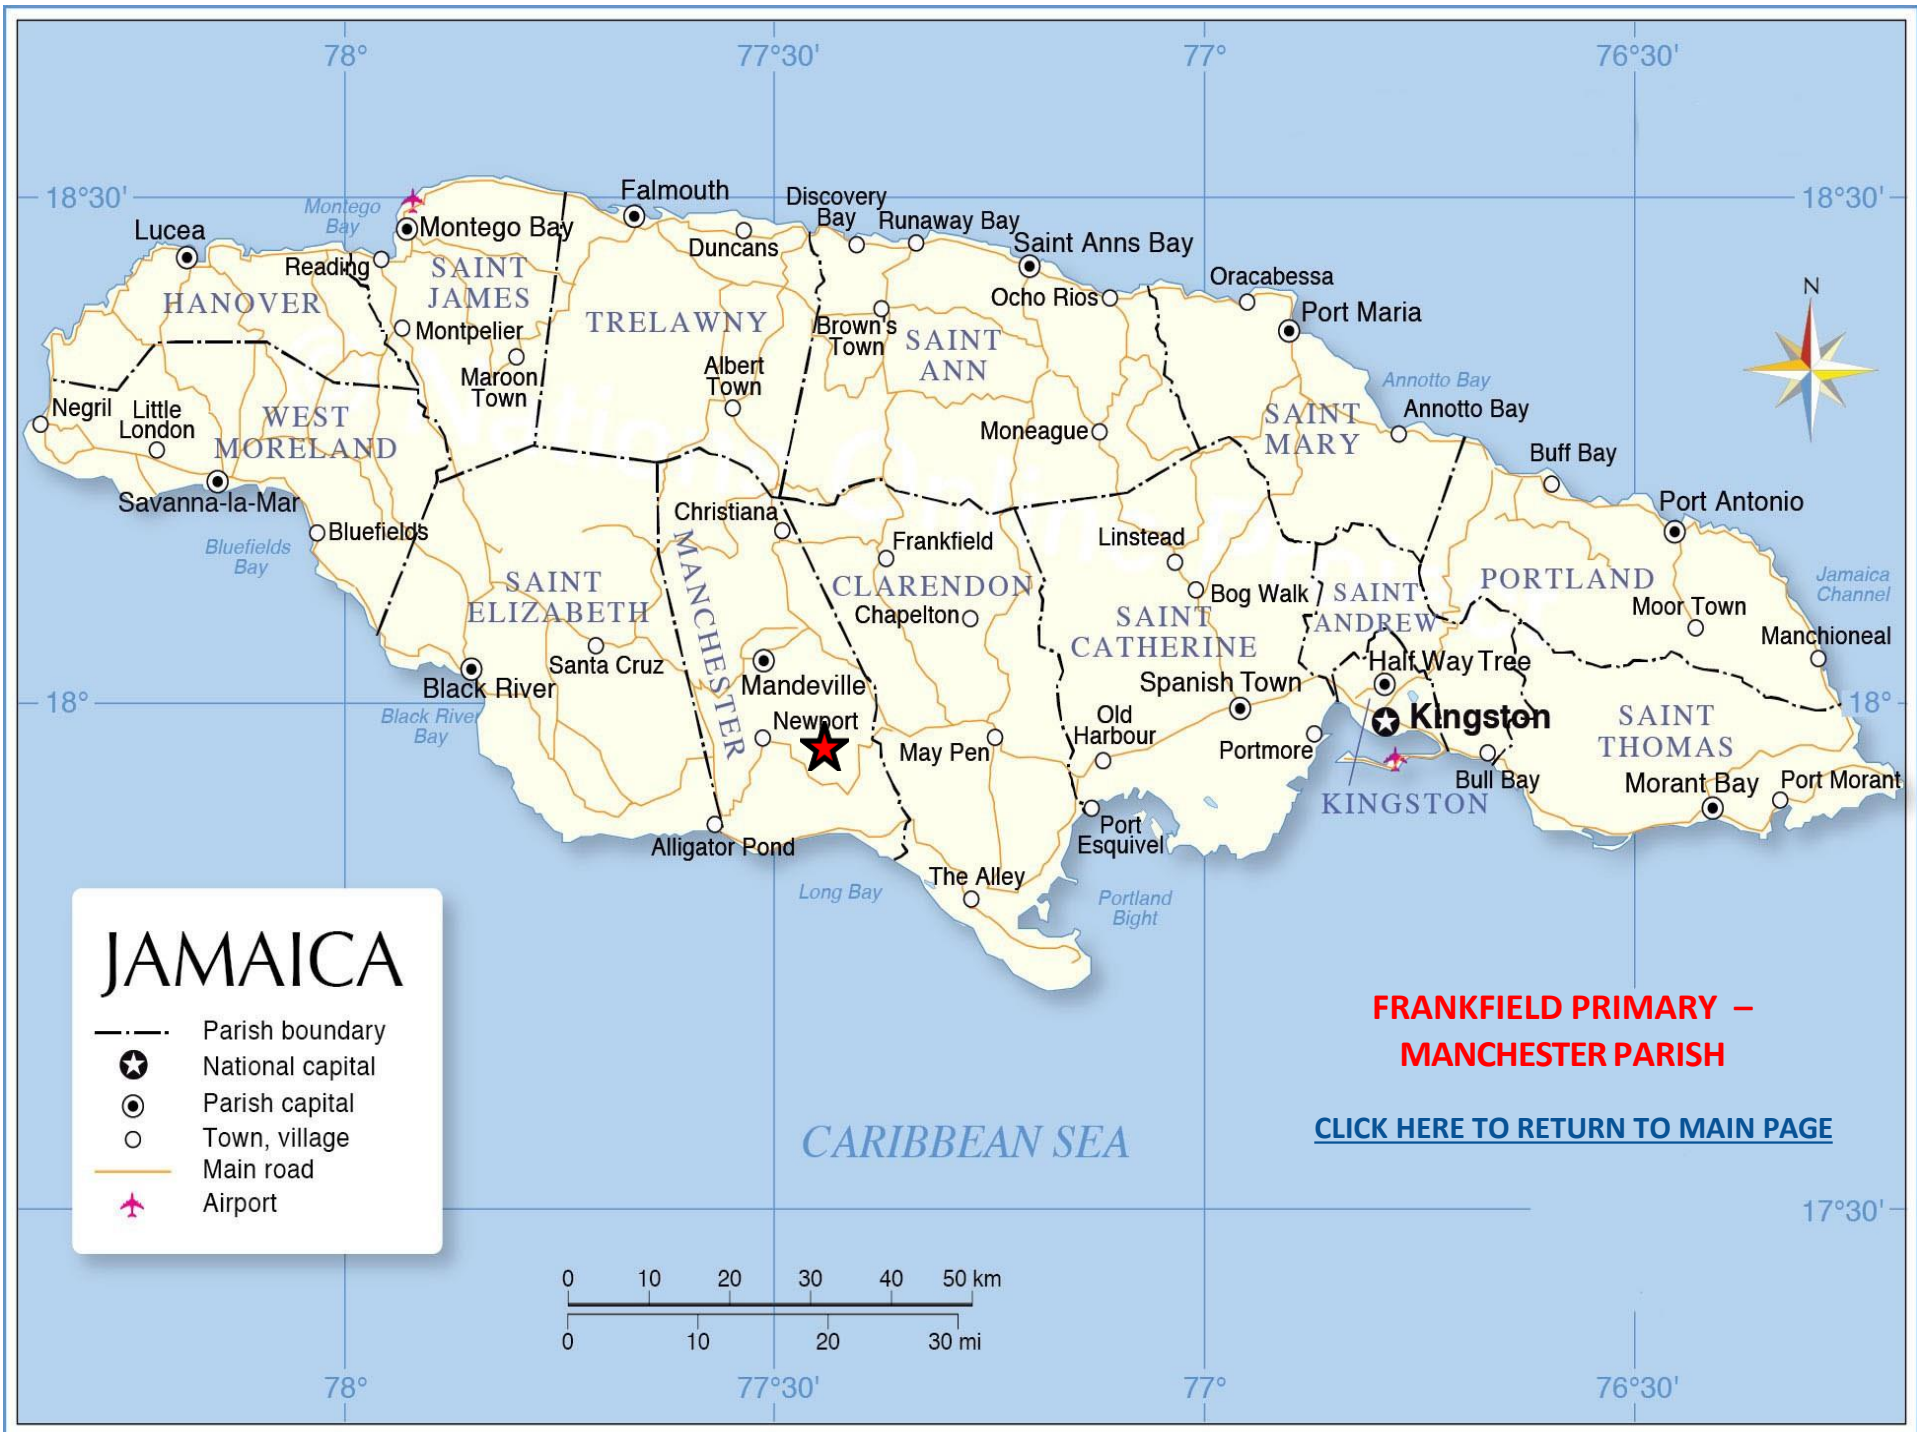 78°
77°30'
77°
76°30'
18°30'
18°30'
Montego
Bay
Lucea
Montego Bay
Falmouth
Discovery
Bay
Runaway Bay
Duncans
Saint Anns Bay
Reading
SAINT
JAMES
HANOVER
Ocho Rios
Oracabessa
Port Maria
N
Montpelier
TRELAWNY
Brown's
Town
SAINT
ANN
Maroon
Town
Albert
Town
Annotto Bay
Annotto Bay
Negril
Little
London
WEST
MORELAND
Moneague
SAINT
MARY
Buff Bay
Savanna-la-Mar
Port Antonio
Christiana
Bluefields
Bluefields
Bay
Frankfield
Linstead
MANCHESTER
SAINT
ELIZABETH
CLARENDON
Chapelton
Bog Walk
SAINT
CATHERINE
SAINT
ANDREW
PORTLAND
Moor Town
Jamaica
Channel
Manchioneal
Santa Cruz
Black River
Black River
Bay
Mandeville
Half Way Tree
Spanish Town
18°
18°
Newport
May Pen
Old
Harbour
Portmore
Kingston
SAINT
THOMAS
Bull Bay
Morant Bay
Port Morant
KINGSTON
Alligator Pond
Port
Esquivel
The Alley
Long Bay
Portland
Bight
JAMAICA
Parish boundary
National capital
Parish capital
Town, village
Main road
Airport
FRANKFIELD PRIMARY –
MANCHESTER PARISH
CLICK HERE TO RETURN TO MAIN PAGE
CARIBBEAN SEA
17°30'
0 10 20 30 40 50 km
0 10 20 30 mi
78°
77°30'
77°
76°30'